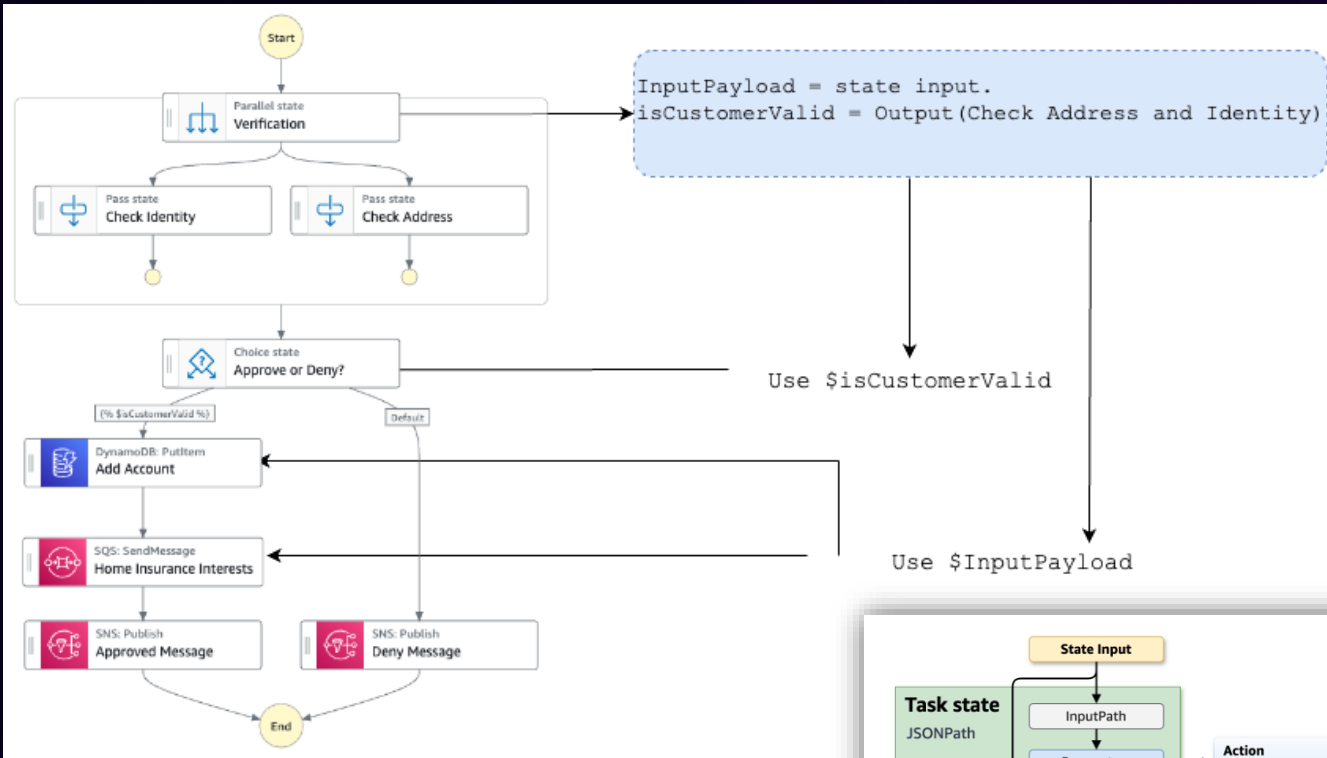 Start
Parallel state
Verification
Pass state
Check Identity
Pass state
Check Address
InputPayload = state input.
isCustomerValid = Output(Check Address and Identity)
Choice state
Approve or Deny?
Use $isCustomerValid
{% $isCustomerValid %}
Default
DynamoDB: PutItem
Add Account
SQS: SendMessage
Home Insurance Interests
Use $InputPayload
SNS: Publish
Approved Message
SNS: Publish
Deny Message
End
State Input
Task state
JSONPath
InputPath
Action